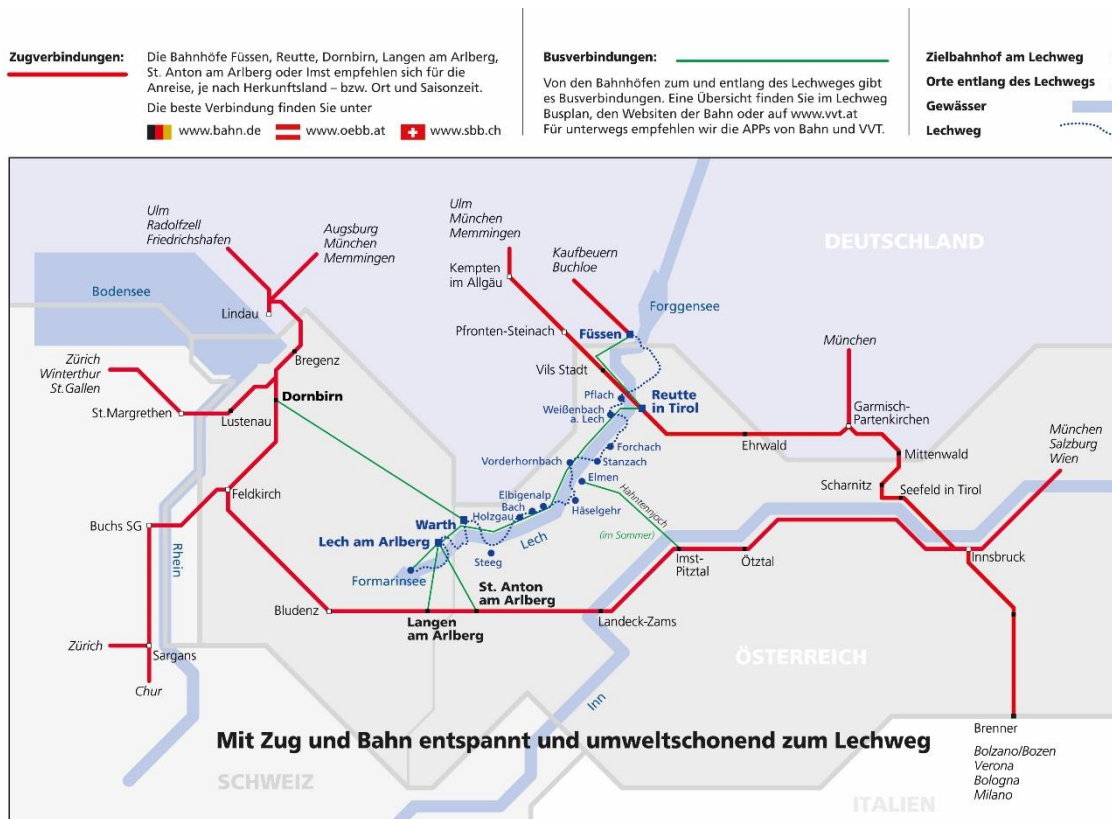 Zugverbindungen:
Die Bahnhöfe Füssen, Reutte, Dornbirn, Langen am Arlberg,
St. Anton am Arlberg oder Imst empfehlen sich für die
Anreise, je nach Herkunftsland – bzw. Ort und Saisonzeit.
Die beste Verbindung finden Sie unter
www.bahn.de
www.oebb.at
www.sbb.ch
Busverbindungen:
Von den Bahnhöfen zum und entlang des Lechweges gibt
es Busverbindungen. Eine Übersicht finden Sie im Lechweg
Busplan, den Websiten der Bahn oder auf www.vvt.at
Für unterwegs empfehlen wir die APPs von Bahn und VVT.
Zielbahnhof am Lechweg
Orte entlang des Lechwegs
Gewässer
Lechweg
Ulm
Radolfzell
Friedrichshafen
Augsburg
München
Memmingen
Ulm
München
Memmingen
Kaufbeuern
Buchloe
DEUTSCHLAND
Kempten
im Allgäu
Bodensee
Lindau
Forggensee
Pfronten-Steinach
Füssen
München
Zürich
Winterthur
St.Gallen
Bregenz
Vils Stadt
Dornbirn
Pflach
Reutte
in Tirol
St.Margrethen
Lustenau
Weißenbach
a. Lech
Garmisch-
Partenkirchen
München
Salzburg
Wien
Forchach
Ehrwald
Mittenwald
Vorderhornbach
Stanzach
Elmen
Scharnitz
Feldkirch
Seefeld in Tirol
Elbigenalp
Bach
Holzgau
Häselgehr
Hahntennjoch
(im Sommer)
Buchs SG
Warth
Lech am Arlberg
Lech
Steeg
Rhein
Imst-
Pitztal
Ötztal
Innsbruck
Formarinsee
St. Anton
am Arlberg
Bludenz
Langen
am Arlberg
Landeck-Zams
Zürich
Sargans
ÖSTERREICH
Chur
Inn
Brenner
Mit Zug und Bahn entspannt und umweltschonend zum Lechweg
Bolzano/Bozen
Verona
Bologna
Milano
SCHWEIZ
ITALIEN